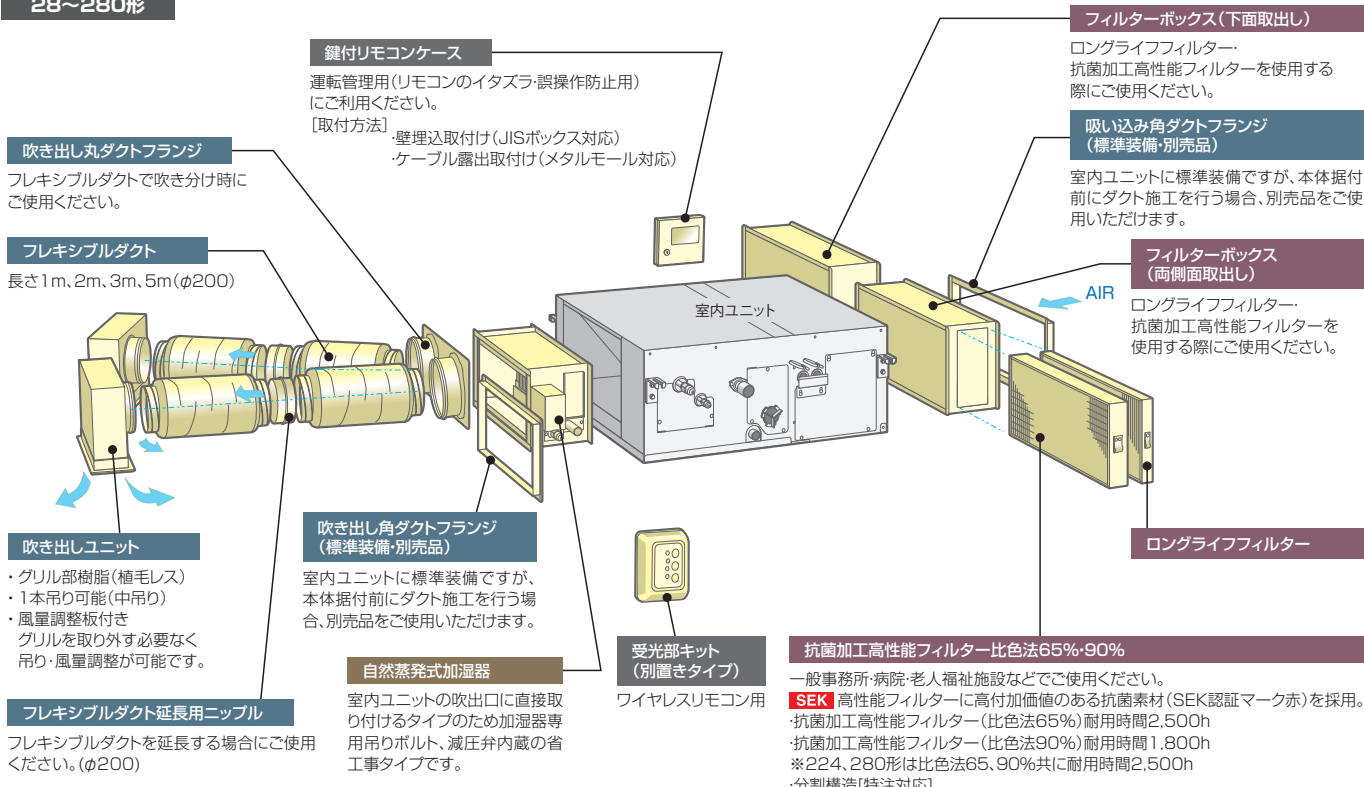 28～280形
鍵付リモコンケース
運転管理用(リモコンのイタズラ・誤操作防止用)
にご利用ください。
[取付方法]
・壁埋込取付け(JISボックス対応)
・ケーブル露出取付け(メタルモール対応)
フィルターボックス(下面取出し)
ロングライフフィルター・
抗菌加工高性能フィルターを使用する
際にご使用ください。
吸い込み角ダクトフランジ
(標準装備・別売品)
室内ユニットに標準装備ですが、本体据付
前にダクト施工を行う場合、別売品をご使
用いただけます。
フィルターボックス
(両側面取出し)
ロングライフフィルター・
抗菌加工高性能フィルターを
使用する際にご使用ください。
AIR
室内ユニット
吹き出し丸ダクトフランジ
フレキシブルダクトで吹き分け時に
ご使用ください。
フレキシブルダクト
長さ1m、2m、3m、5m(φ200)
吹き出しユニット
・グリル部樹脂(植毛レス)
・1本吊り可能(中吊り)
・風量調整板付き
グリルを取り外す必要なく
吊り・風量調整が可能です。
フレキシブルダクト延長用ニップル
フレキシブルダクトを延長する場合にご使用
ください。(φ200)
吹き出し角ダクトフランジ
(標準装備・別売品)
室内ユニットに標準装備ですが、
本体据付前にダクト施工を行う場
合、別売品をご使用いただけます。
自然蒸発式加湿器
室内ユニットの吹出口に直接取
り付けるタイプのため加湿器専
用吊りボルト、減圧弁内蔵の省
工事タイプです。
受光部キット
(別置きタイプ)
ワイヤレスリモコン用
ロングライフフィルター
抗菌加工高性能フィルター比色法65%・90%
一般事務所・病院・老人福祉施設などでご使用ください。
SEK 高性能フィルターに高付加価値のある抗菌素材(SEK認証マーク赤)を採用。
・抗菌加工高性能フィルター(比色法65%)耐用時間2,500h
・抗菌加工高性能フィルター(比色法90%)耐用時間1,800h
※224、280形は比色法65、90%共に耐用時間2,500h
・分割構造[特注対応]